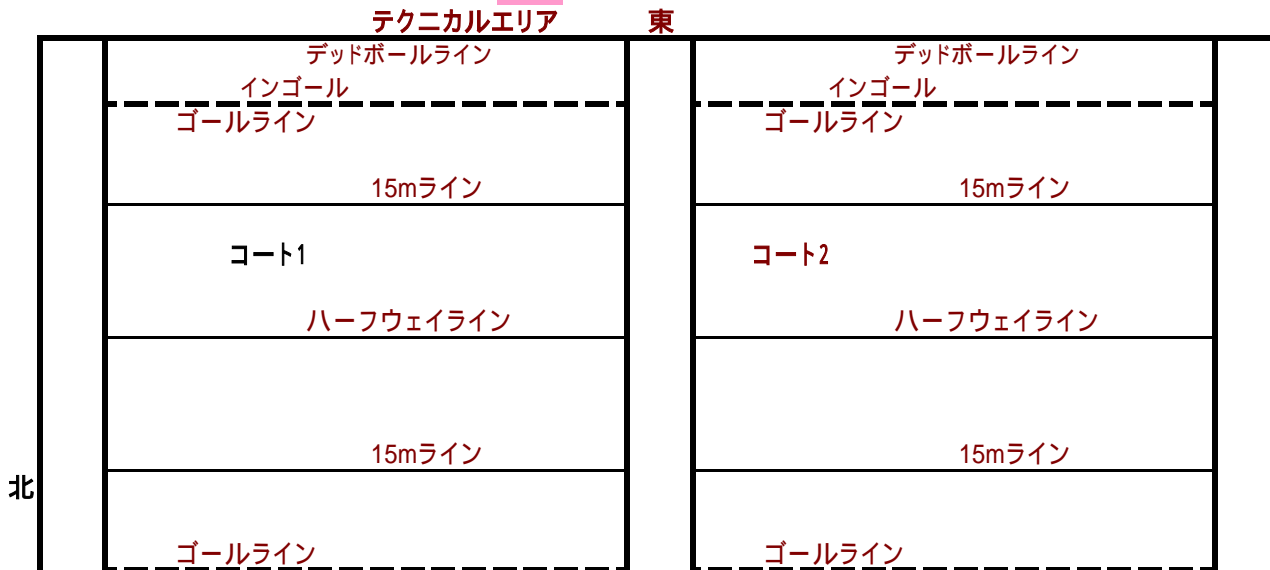 テクニカルエリア 東
デッドボールライン デッドボールライン
インゴール インゴール
ゴールライン ゴールライン
15mライン 15mライン
コート1 コート2
ハーフウェイライン ハーフウェイライン
15mライン 15mライン
北
ゴールライン ゴールライン